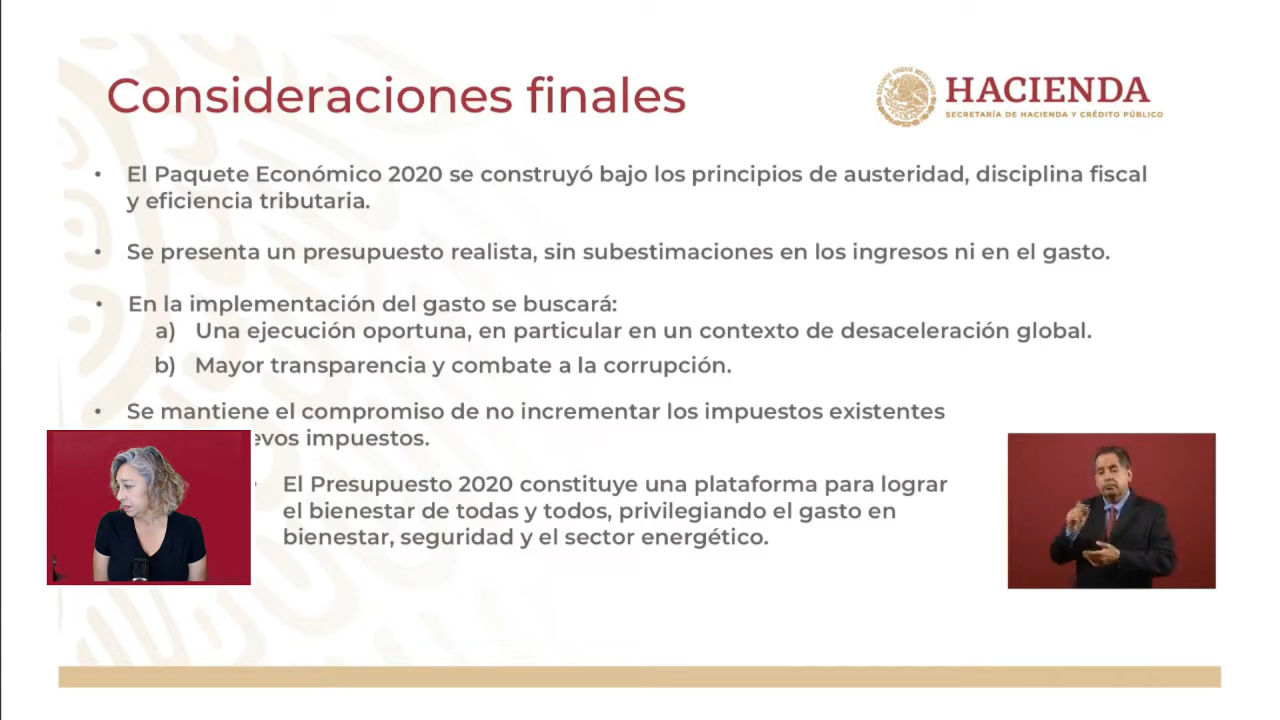 Consideraciones finales
HACIENDA
SECRETARÍA DE HACIENDA Y CRÉDITO PÚBLICO
• El Paquete Económico 2020 se construyó bajo los principios de austeridad, disciplina fiscal
y eficiencia tributaria.
• Se presenta un presupuesto realista, sin subestimaciones en los ingresos ni en el gasto.
• En la implementación del gasto se buscará:
a) Una ejecución oportuna, en particular en un contexto de desaceleración global.
b) Mayor transparencia y combate a la corrupción.
• Se mantiene el compromiso de no incrementar los impuestos existentes
evos impuestos.
El Presupuesto 2020 constituye una plataforma para lograr
el bienestar de todas y todos, privilegiando el gasto en
bienestar, seguridad y el sector energético.